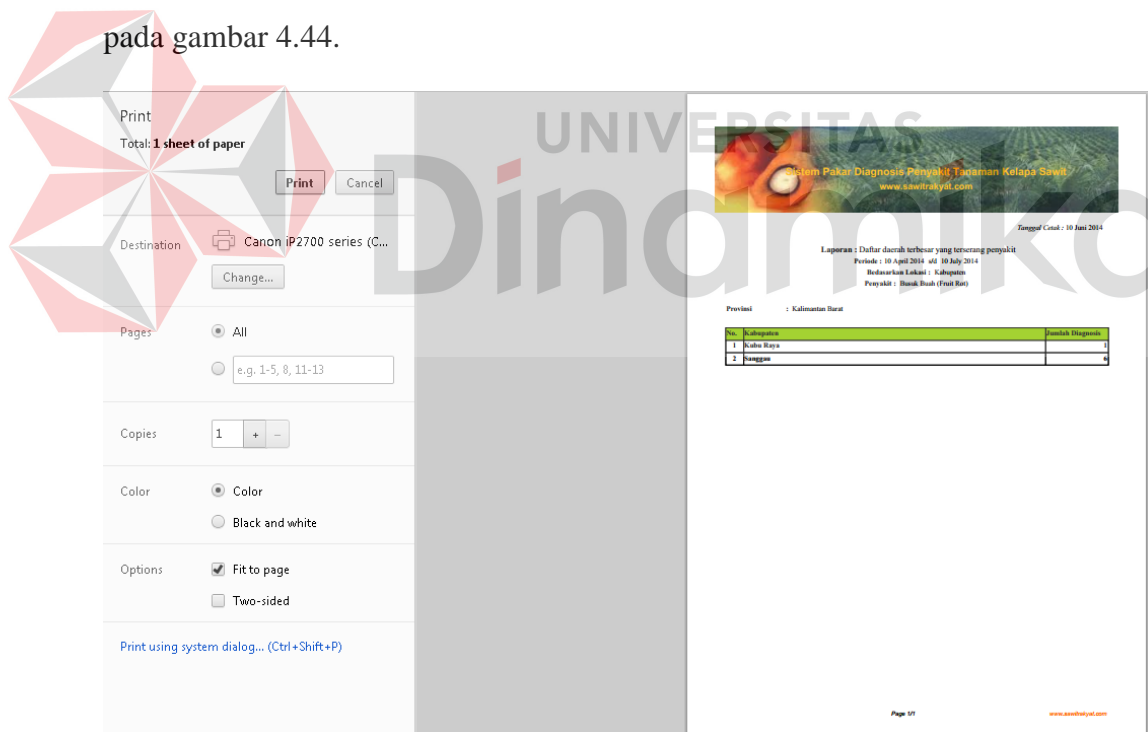 pada gambar 4.44.
UNIVERSITAS
Dinamika
Print
Total: 1 sheet of paper
Print Cancel
Destination Canon iP2700 series (C...
Change...
Pages All
e.g. 1-5, 8, 11-13
Copies 1 + -
Color Color
Black and white
Options Fit to page
Two-sided
Print using system dialog... (Ctrl+Shift+P)
Sistem Pakar Diagnosis Penyakit Tanaman Kelapa Sawit
www.sawitrakyat.com
Tanggal Cetak : 10 Juni 2014
Laporan : Daftar daerah terbesar yang terserang penyakit
Periode : 10 April 2014 s/d 10 July 2014
Bedasarkan Lokasi : Kabupaten
Penyakit : Busuk Buah (Fruit Rot)
Provinsi : Kalimantan Barat
No. Kabupaten Jumlah Diagnosis
1 Kubu Raya 1
2 Sanggau 6
Page 1/1 www.sawitrakyat.com